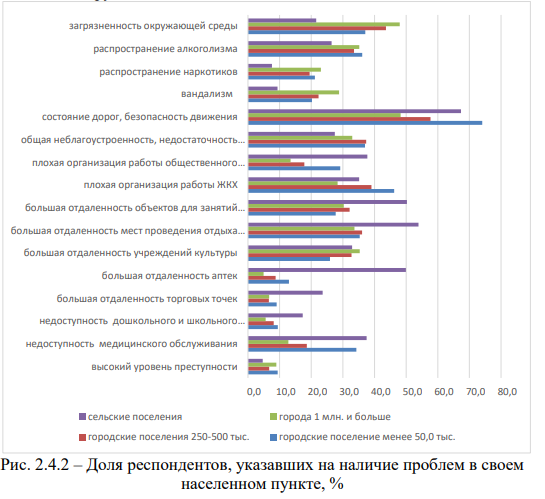 загрязненность окружающей среды
распространение алкоголизма
распространение наркотиков
вандализм
состояние дорог, безопасность движения
общая неблагоустроенность, недостаточность…
плохая организация работы общественного…
плохая организация работы ЖКХ
большая отдаленность объектов для занятий…
большая отдаленность мест проведения отдыха…
большая отдаленность учреждений культуры
большая отдаленность аптек
большая отдаленность торговых точек
недоступность дошкольного и школьного…
недоступность медицинского обслуживания
высокий уровень преступности
0,0 10,0 20,0 30,0 40,0 50,0 60,0 70,0 80,0
сельские поселения города 1 млн. и больше
городские поселения 250-500 тыс. городские поселение менее 50,0 тыс.
Рис. 2.4.2 – Доля респондентов, указавших на наличие проблем в своем
населенном пункте, %